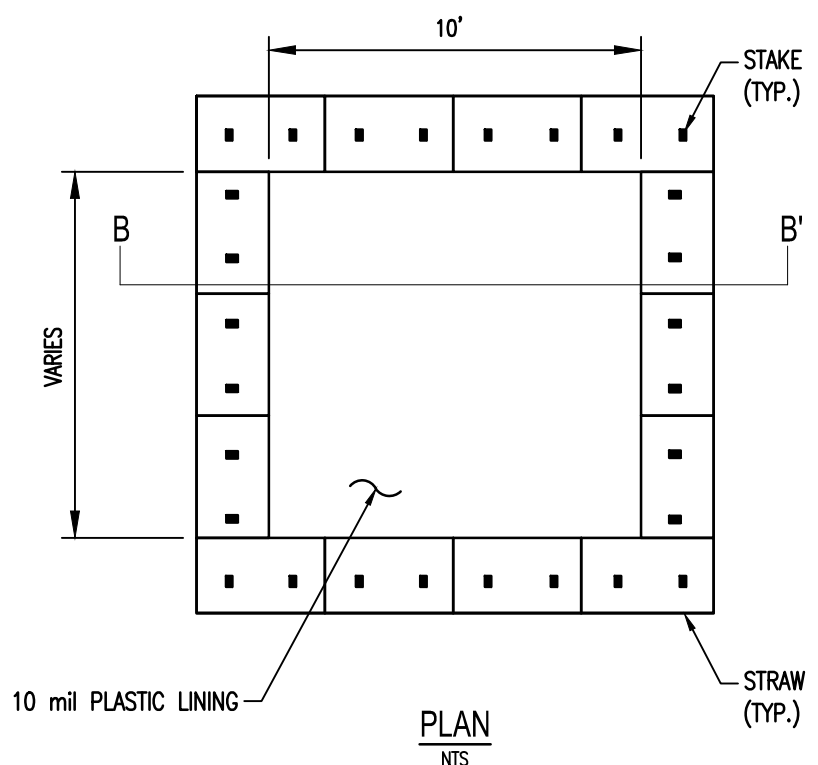 10'
STAKE
(TYP.)
B
B'
VARIES
10 mil PLASTIC LINING
STRAW
(TYP.)
PLAN
NTS